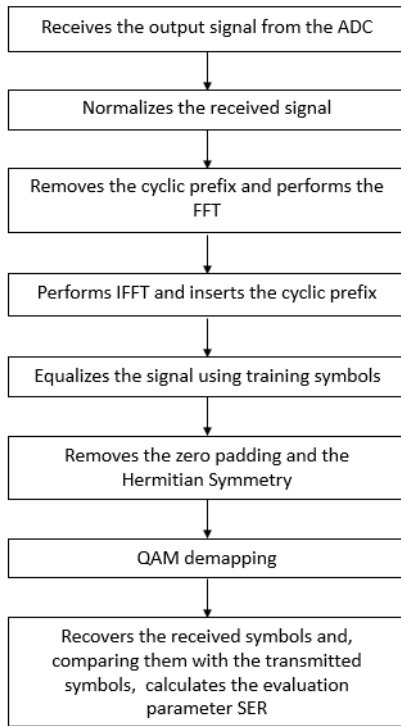 Receives the output signal from the ADC
Normalizes the received signal
Removes the cyclic prefix and performs the
FFT
Performs IFFT and inserts the cyclic prefix
Equalizes the signal using training symbols
Removes the zero padding and the
Hermitian Symmetry
QAM demapping
Recovers the received symbols and,
comparing them with the transmitted
symbols, calculates the evaluation
parameter SER